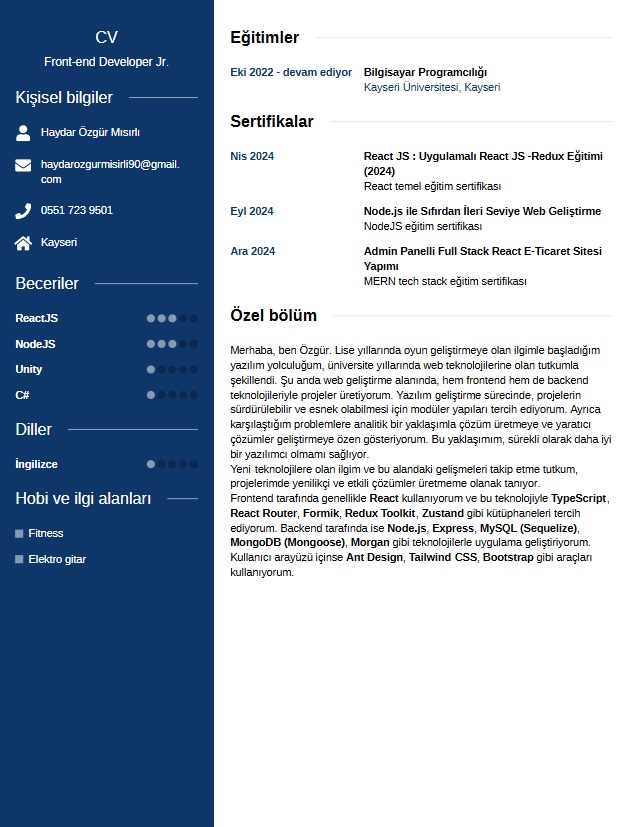 CV
Front-end Developer Jr.
Kişisel bilgiler
Haydar Özgür Mısırlı
haydarozgurmisirli90@gmail.
com
0551 723 9501
Kayseri
Beceriler
ReactJS
NodeJS
Unity
C#
Diller
İngilizce
Hobi ve ilgi alanları
Fitness
Elektro gitar
Eğitimler
Eki 2022 - devam ediyor Bilgisayar Programcılığı
Kayseri Üniversitesi, Kayseri
Sertifikalar
Nis 2024 React JS : Uygulamalı React JS -Redux Eğitimi
(2024)
React temel eğitim sertifikası
Eyl 2024 Node.js ile Sıfırdan İleri Seviye Web Geliştirme
NodeJS eğitim sertifikası
Ara 2024 Admin Panelli Full Stack React E-Ticaret Sitesi
Yapımı
MERN tech stack eğitim sertifikası
Özel bölüm
Merhaba, ben Özgür. Lise yıllarında oyun geliştirmeye olan ilgimle başladığım
yazılım yolculuğum, üniversite yıllarında web teknolojilerine olan tutkumla
şekillendi. Şu anda web geliştirme alanında, hem frontend hem de backend
teknolojileriyle projeler üretiyorum. Yazılım geliştirme sürecinde, projelerin
sürdürülebilir ve esnek olabilmesi için modüler yapıları tercih ediyorum. Ayrıca
karşılaştığım problemlere analitik bir yaklaşımla çözüm üretmeye ve yaratıcı
çözümler geliştirmeye özen gösteriyorum. Bu yaklaşımım, sürekli olarak daha iyi
bir yazılımcı olmamı sağlıyor.
Yeni teknolojilere olan ilgim ve bu alandaki gelişmeleri takip etme tutkum,
projelerimde yenilikçi ve etkili çözümler üretmeme olanak tanıyor.
Frontend tarafında genellikle React kullanıyorum ve bu teknolojiyle TypeScript,
React Router, Formik, Redux Toolkit, Zustand gibi kütüphaneleri tercih
ediyorum. Backend tarafında ise Node.js, Express, MySQL (Sequelize),
MongoDB (Mongoose), Morgan gibi teknolojilerle uygulama geliştiriyorum.
Kullanıcı arayüzü içinse Ant Design, Tailwind CSS, Bootstrap gibi araçları
kullanıyorum.